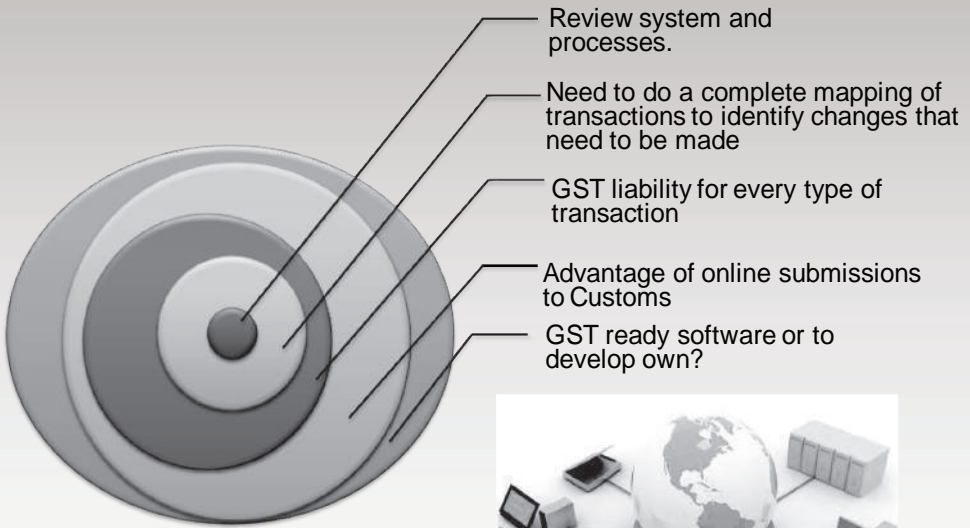 Review system and
processes.
Need to do a complete mapping of
transactions to identify changes that
need to be made
GST liability for every type of
transaction
Advantage of online submissions
to Customs
GST ready software or to
develop own?